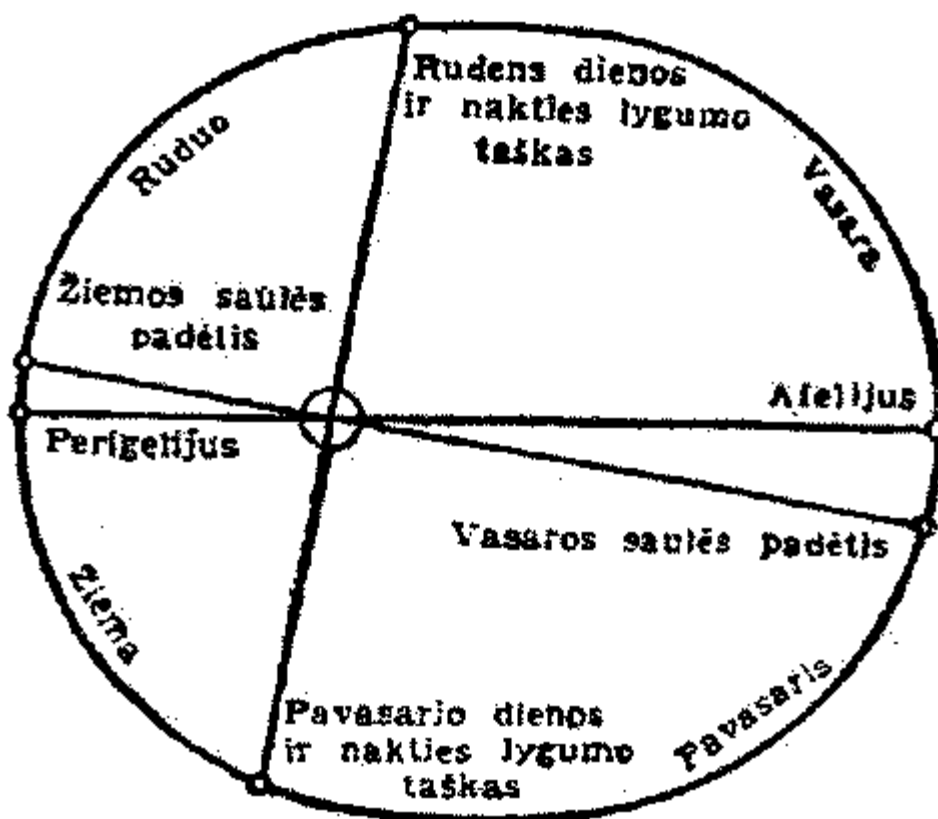 Rudens dienos
ir nakties lygumo
taškas
Ruduo
Vasara
Žiemos saulės
padėtis
Afelijus
Perigelijus
Vasaros saulės padėtis
Žiema
Pavasario dienos
ir nakties lygumo
taškas
Pavasaris